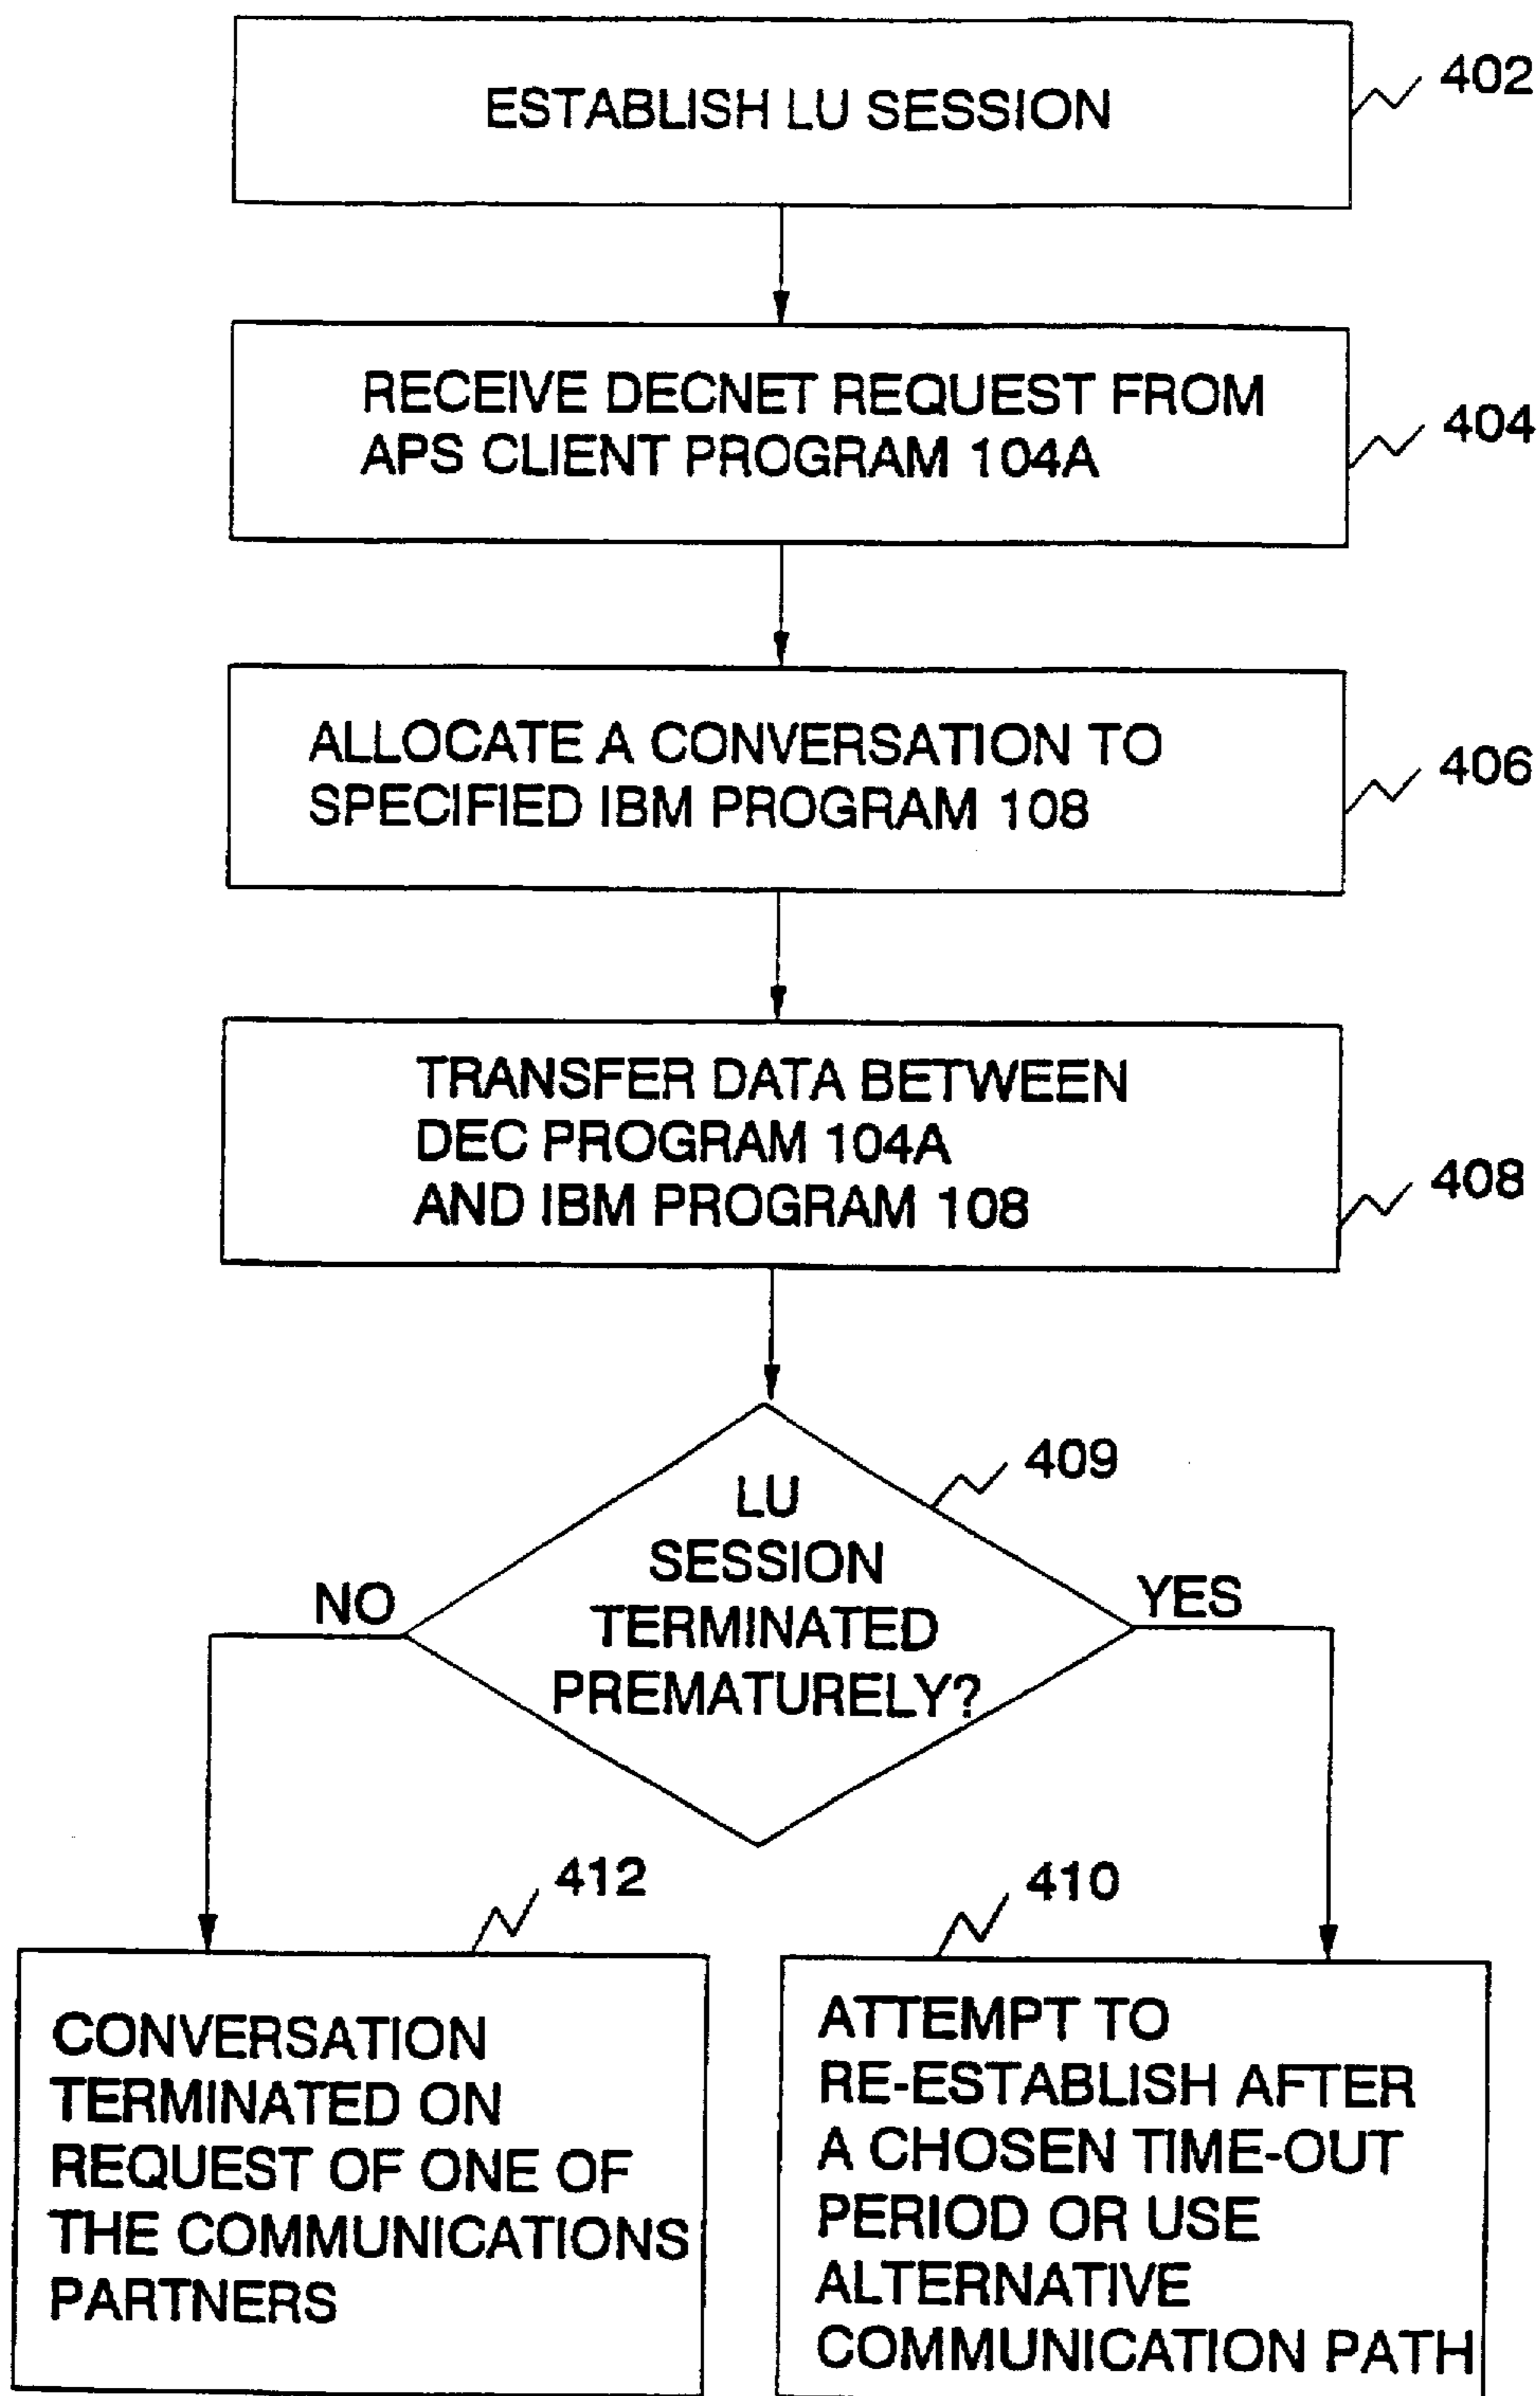 ESTABLISH LU SESSION
402
RECEIVE DECNET REQUEST FROM
APS CLIENT PROGRAM 104A
404
ALLOCATE A CONVERSATION TO
SPECIFIED IBM PROGRAM 108
406
TRANSFER DATA BETWEEN
DEC PROGRAM 104A
AND IBM PROGRAM 108
408
409
LU
SESSION
TERMINATED
PREMATURELY?
NO
YES
412
CONVERSATION
TERMINATED ON
REQUEST OF ONE OF
THE COMMUNICATIONS
PARTNERS
410
ATTEMPT TO
RE-ESTABLISH AFTER
A CHOSEN TIME-OUT
PERIOD OR USE
ALTERNATIVE
COMMUNICATION PATH